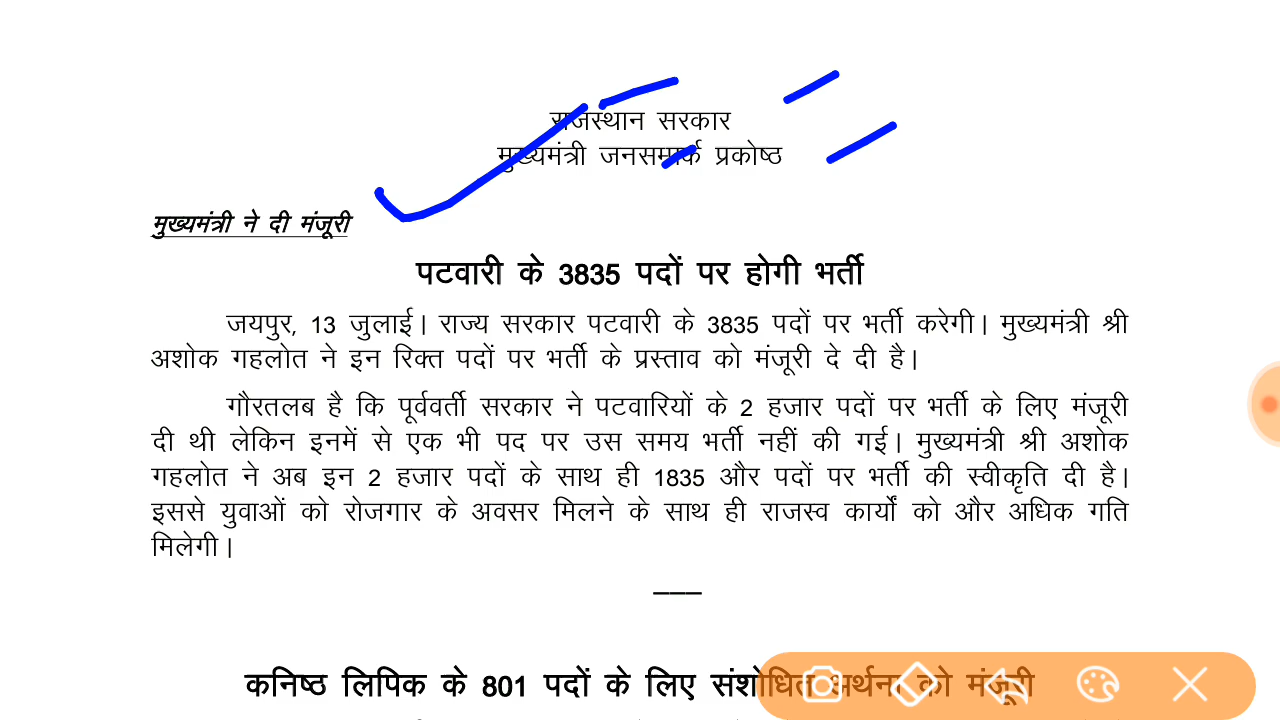 राजस्थान सरकार
मुख्यमंत्री जनसम्पर्क प्रकोष्ठ
मुख्यमंत्री ने दी मंजूरी
पटवारी के 3835 पदों पर होगी भर्ती
जयपुर, 13 जुलाई। राज्य सरकार पटवारी के 3835 पदों पर भर्ती करेगी। मुख्यमंत्री श्री
अशोक गहलोत ने इन रिक्त पदों पर भर्ती के प्रस्ताव को मंजूरी दे दी है।
गौरतलब है कि पूर्ववर्ती सरकार ने पटवारियों के 2 हजार पदों पर भर्ती के लिए मंजूरी
दी थी लेकिन इनमें से एक भी पद पर उस समय भर्ती नहीं की गई। मुख्यमंत्री श्री अशोक
गहलोत ने अब इन 2 हजार पदों के साथ ही 1835 और पदों पर भर्ती की स्वीकृति दी है।
इससे युवाओं को रोजगार के अवसर मिलने के साथ ही राजस्व कार्यों को और अधिक गति
मिलेगी।
कनिष्ठ लिपिक के 801 पदों के लिए संशोधित अर्थना को मंजूरी